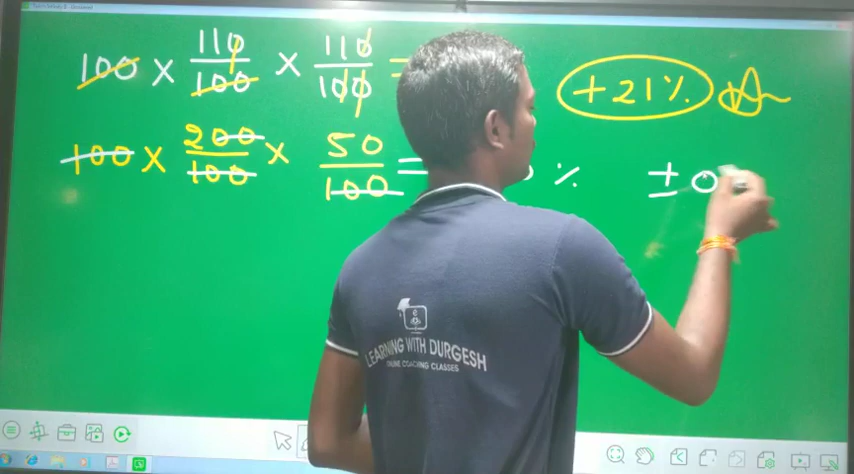 100 × 110/100 × 110/100 = +21%
100 × 200/100 × 50/100 = % ± 0
e
LEARNING WITH DURGESH
ONLINE COACHING CLASSES